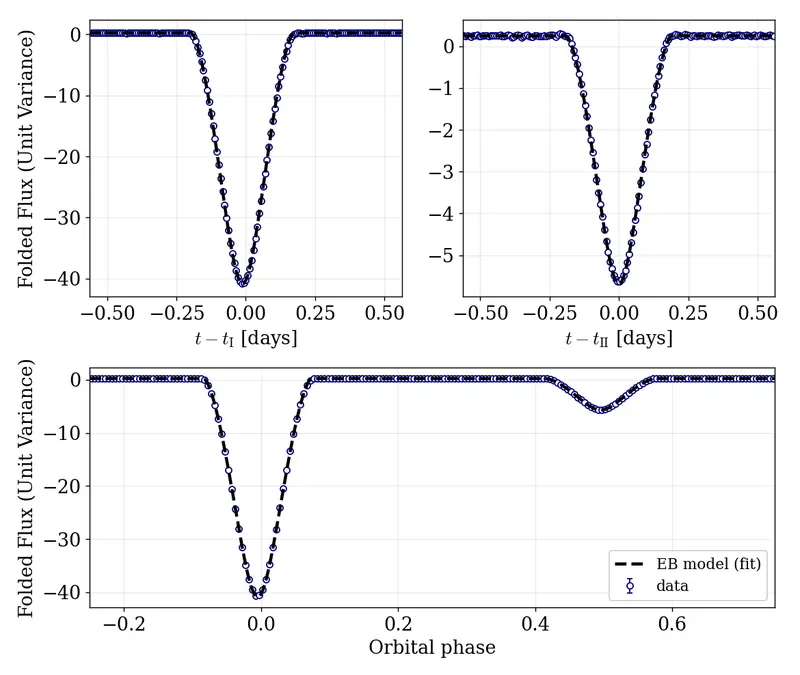 Folded Flux (Unit Variance)
0
−10
−20
−30
−40
−0.50 −0.25 0.00 0.25 0.50
t − tI [days]
0
−1
−2
−3
−4
−5
−0.50 −0.25 0.00 0.25 0.50
t − tII [days]
Folded Flux (Unit Variance)
0
−10
−20
−30
−40
−0.2 0.0 0.2 0.4 0.6
Orbital phase
EB model (fit)
data